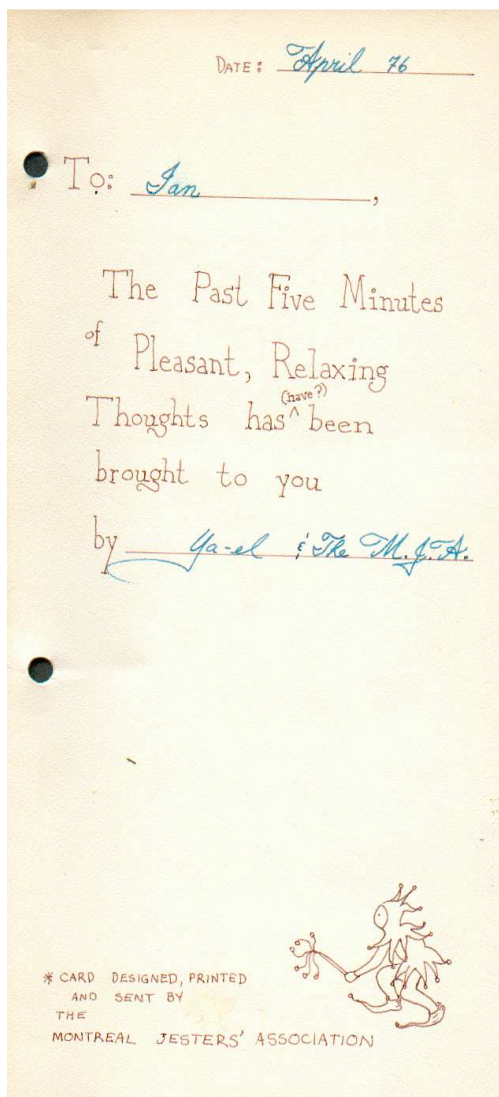 DATE: April 76
To: Ian,
The Past Five Minutes
of Pleasant, Relaxing
(have?)
Thoughts has ^ been
brought to you
by Ya-el & The M.J.A.
* CARD DESIGNED, PRINTED
AND SENT BY
THE
MONTREAL JESTERS' ASSOCIATION